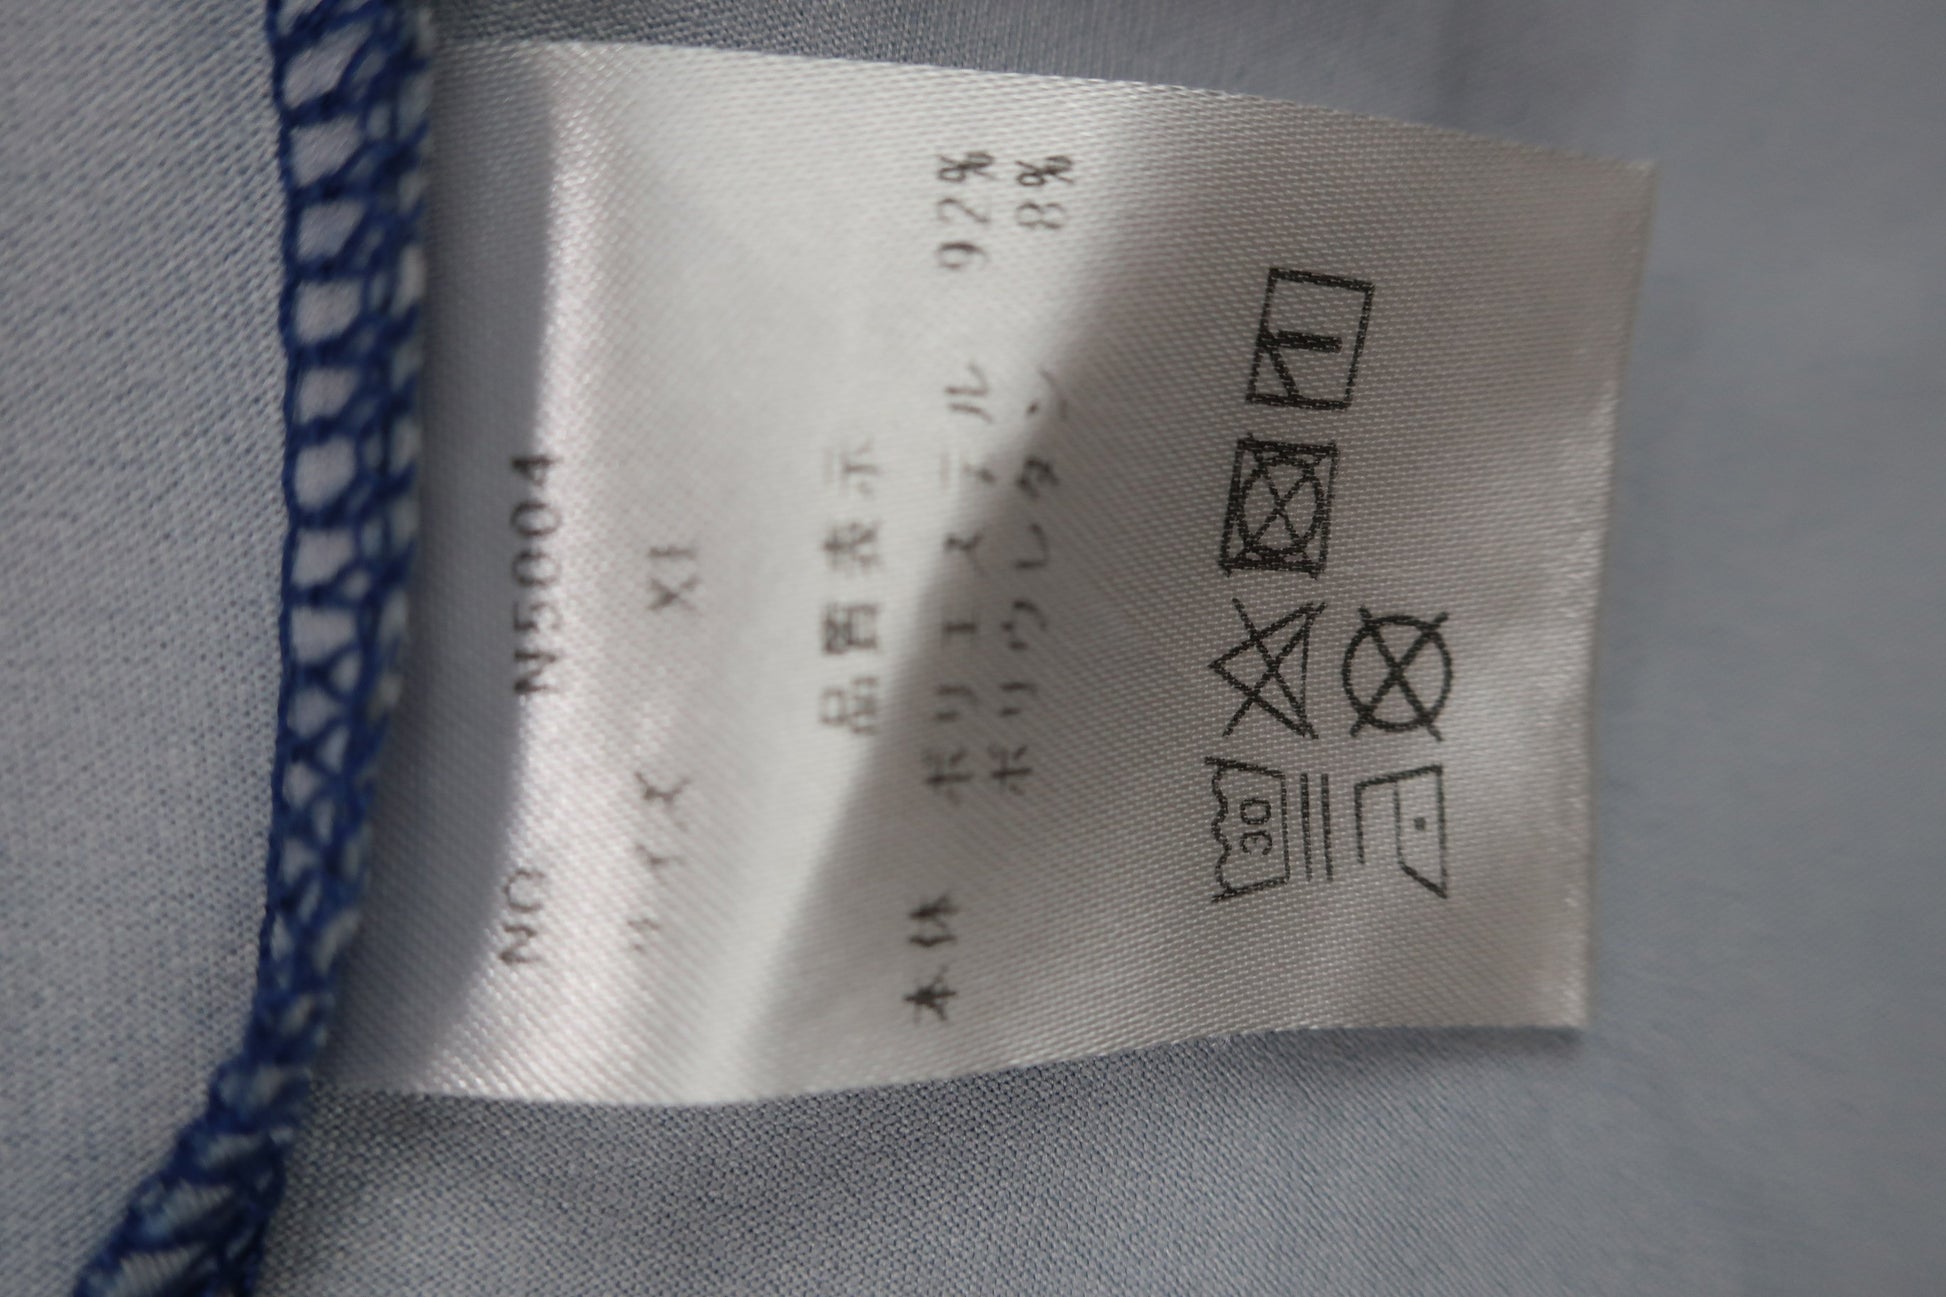 NO N5004
サイズ XL
品質表示
本体 ポリエステル 92%
ポリウレタン 8%
30